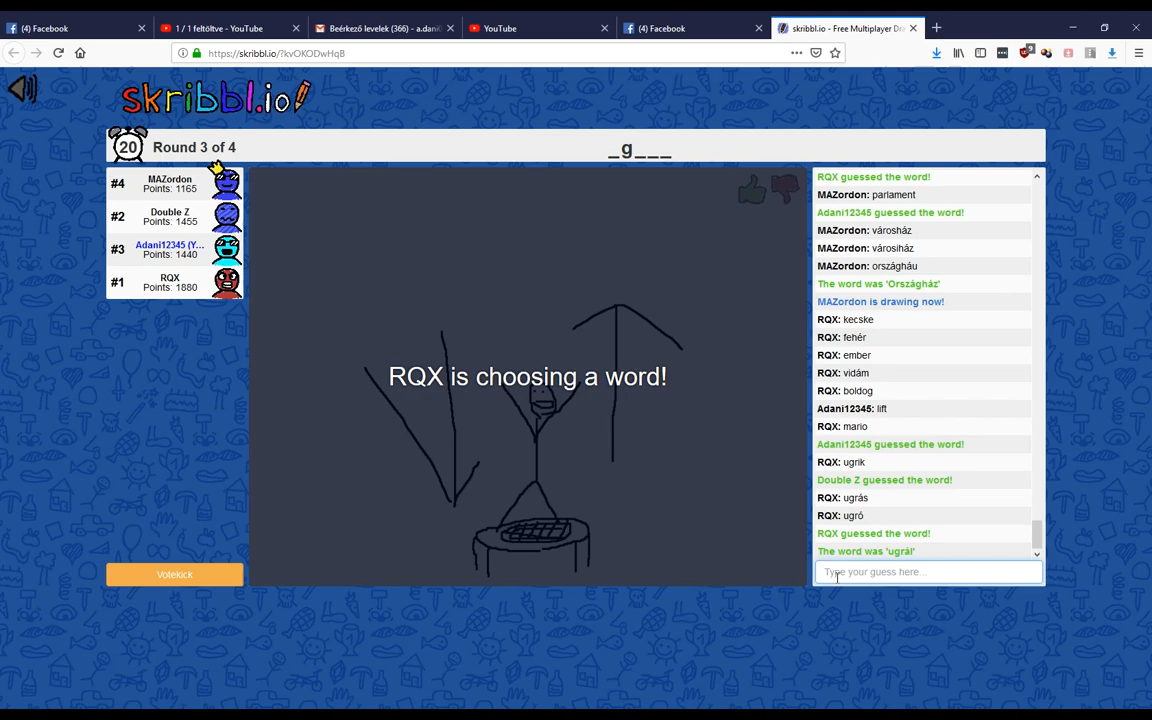 (4) Facebook
1 / 1 feltöltve - YouTube
Beérkező levelek (366) – a.dani
YouTube
(4) Facebook
skribbl.io - Free Multiplayer Dra
https://skribbl.io/?kvOKODwHqB
9
skribbl.io
20
Round 3 of 4
_g___
#4
MAZordon
Points: 1165
#2
Double Z
Points: 1455
#3
Adani12345 (Y...
Points: 1440
#1
RQX
Points: 1880
Votekick
RQX is choosing a word!
RQX guessed the word!
MAZordon: parlament
Adani12345 guessed the word!
MAZordon: városház
MAZordon: városiház
MAZordon: országháu
The word was 'Országház'
MAZordon is drawing now!
RQX: kecske
RQX: fehér
RQX: ember
RQX: vidám
RQX: boldog
Adani12345: lift
RQX: mario
Adani12345 guessed the word!
RQX: ugrik
Double Z guessed the word!
RQX: ugrás
RQX: ugró
RQX guessed the word!
The word was 'ugrál'
Type your guess here...